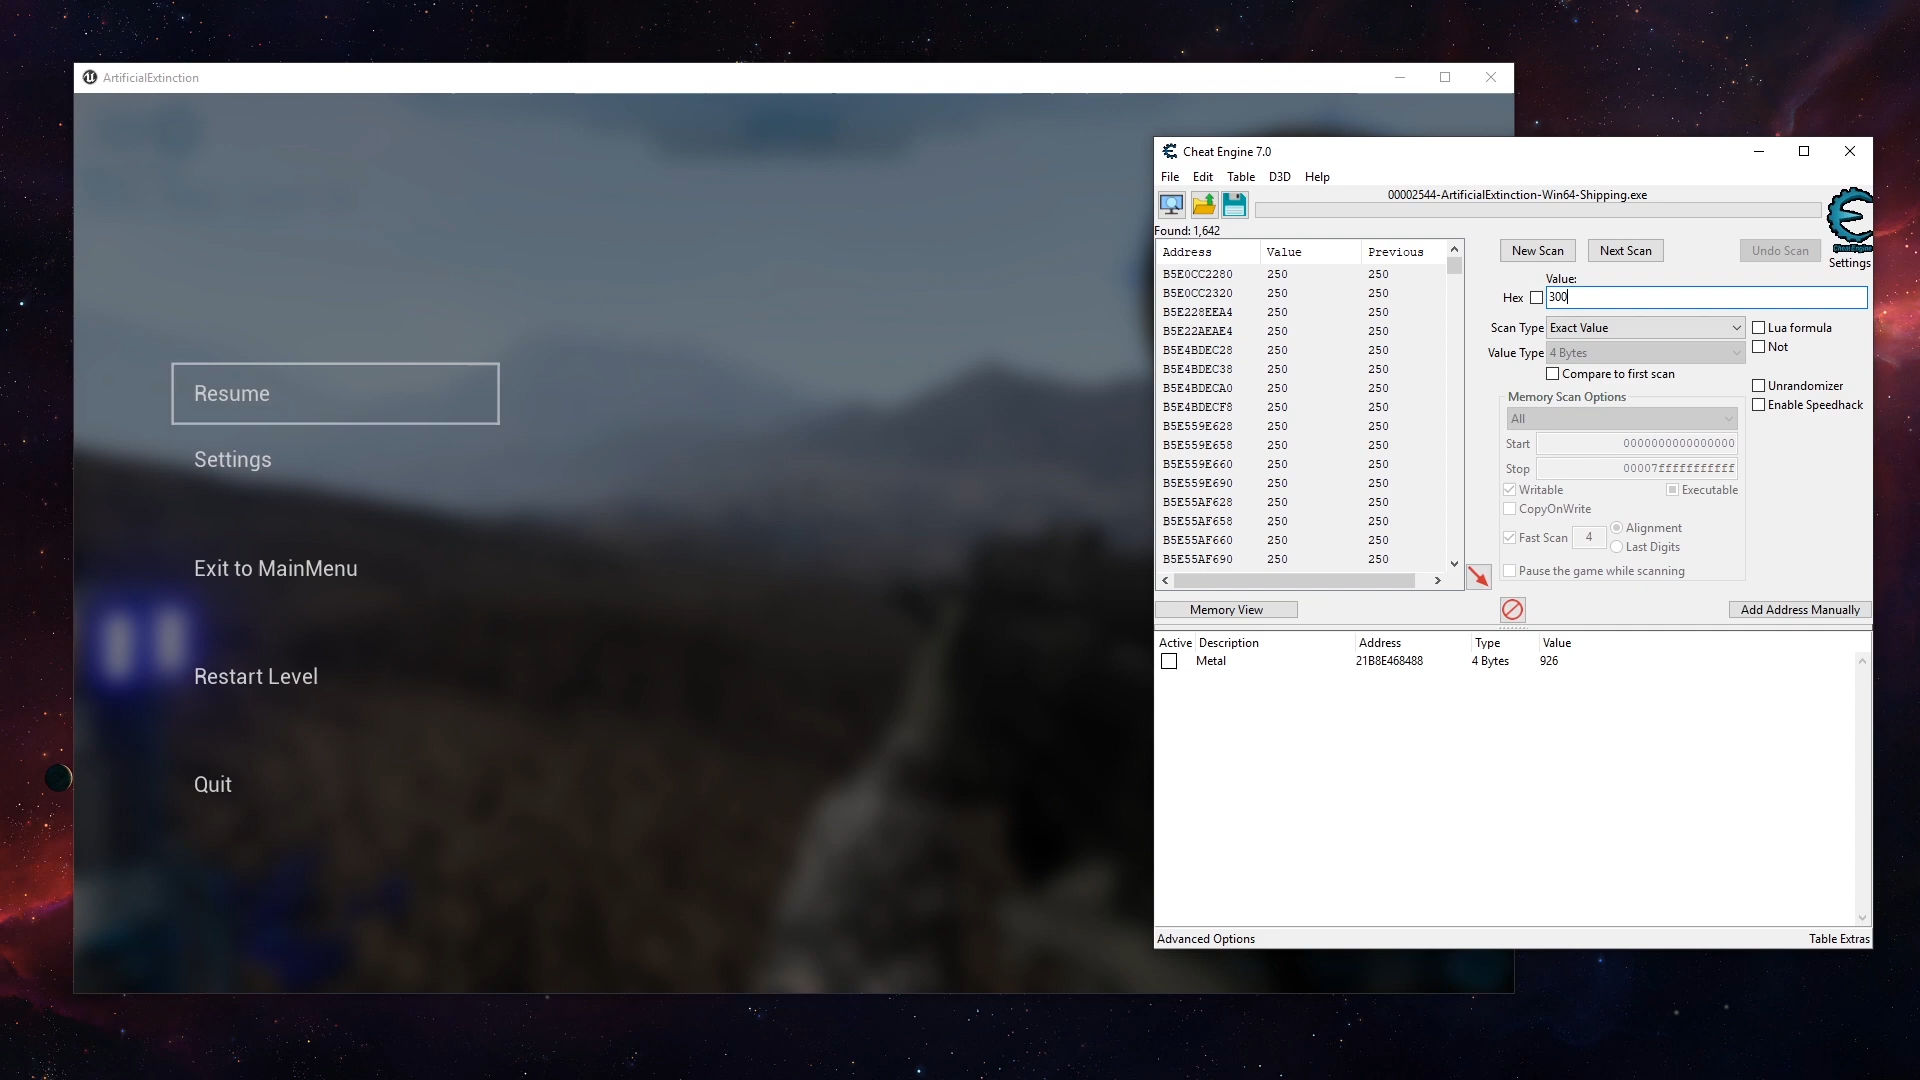 ArtificialExtinction
Resume
Settings
Exit to MainMenu
Restart Level
Quit
Cheat Engine 7.0
File Edit Table D3D Help
00002544-ArtificialExtinction-Win64-Shipping.exe
Found: 1,642
Address Value Previous
B5E0CC2280 250 250
B5E0CC2320 250 250
B5E228EEA4 250 250
B5E22AEAE4 250 250
B5E4BDEC28 250 250
B5E4BDEC38 250 250
B5E4BDECA0 250 250
B5E4BDECF8 250 250
B5E559E628 250 250
B5E559E658 250 250
B5E559E660 250 250
B5E559E690 250 250
B5E55AF628 250 250
B5E55AF658 250 250
B5E55AF660 250 250
B5E55AF690 250 250
New Scan Next Scan Undo Scan
Cheat Engine
Settings
Value:
Hex 300
Scan Type Exact Value Lua formula
Not
Value Type 4 Bytes
Compare to first scan
Unrandomizer
Enable Speedhack
Memory Scan Options
All
Start 0000000000000000
Stop 00007fffffffffff
Writable Executable
CopyOnWrite
Fast Scan 4 Alignment
Last Digits
Pause the game while scanning
Memory View Add Address Manually
Active Description Address Type Value
Metal 21B8E468488 4 Bytes 926
Advanced Options Table Extras